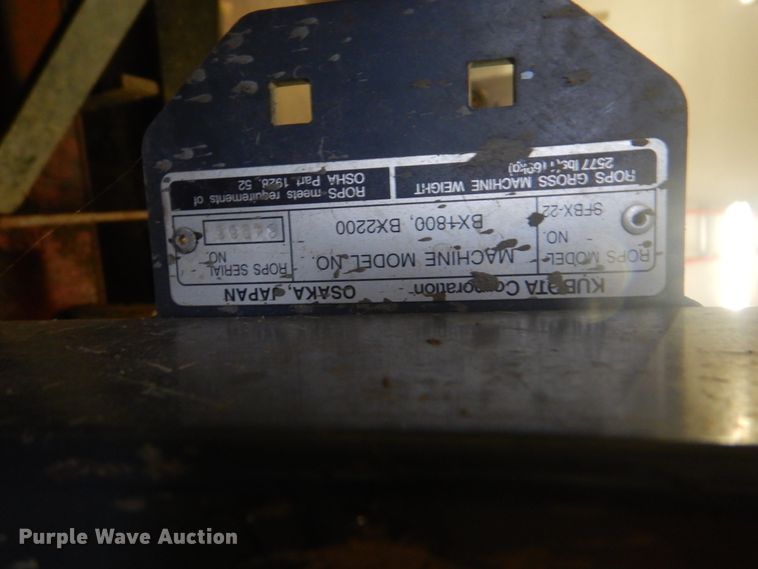 KUBOTA Corporation OSAKA, JAPAN
ROPS MODEL NO. MACHINE MODEL NO. ROPS SERIAL NO.
SFBX-22 BX1800, BX2200
ROPS GROSS MACHINE WEIGHT ROPS meets requirements of
2577 lbs.(1169kg) OSHA Part 1928, 52
Purple Wave Auction